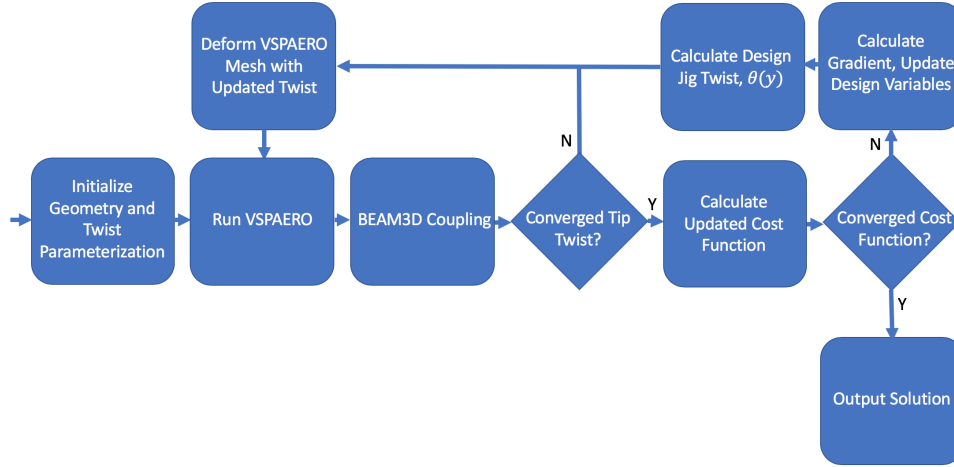 Deform VSPAERO
Mesh with
Updated Twist
Calculate Design
Jig Twist, θ(y)
Calculate
Gradient, Update
Design Variables
N
N
Initialize
Geometry and
Twist
Parameterization
Run VSPAERO
BEAM3D Coupling
Converged Tip
Twist?
Y
Calculate
Updated Cost
Function
Converged Cost
Function?
Y
Output Solution